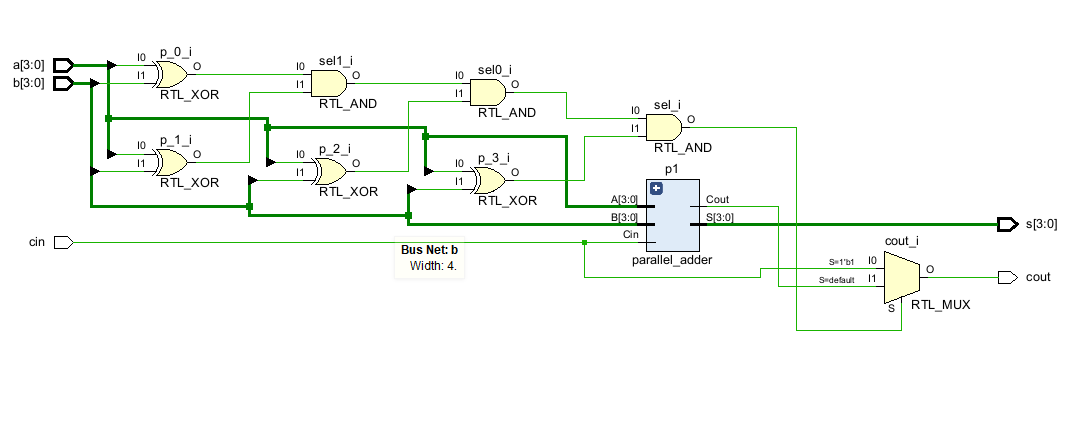 a[3:0]
b[3:0]
p_0_i
I0
I1
O
RTL_XOR
sel1_i
I0
I1
O
RTL_AND
sel0_i
I0
I1
O
RTL_AND
sel_i
I0
I1
O
RTL_AND
p_1_i
I0
I1
O
RTL_XOR
p_2_i
I0
I1
O
RTL_XOR
p_3_i
I0
I1
O
RTL_XOR
p1
A[3:0]
B[3:0]
Cin
Cout
S[3:0]
parallel_adder
s[3:0]
cin
Bus Net: b
Width: 4.
cout_i
S=1'b1
I0
S=default
I1
O
S
RTL_MUX
cout